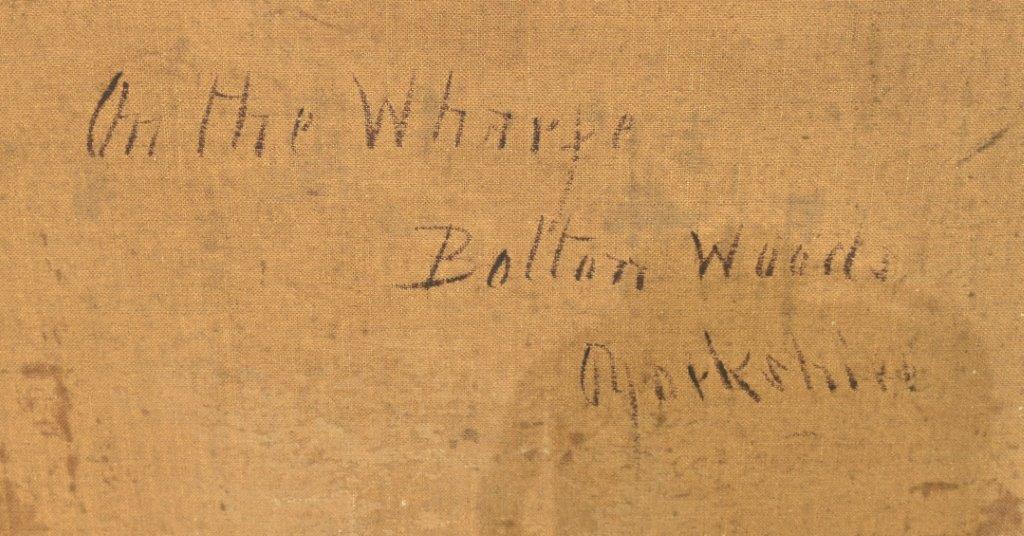 On the Wharfe
Bolton Woods
Yorkshire